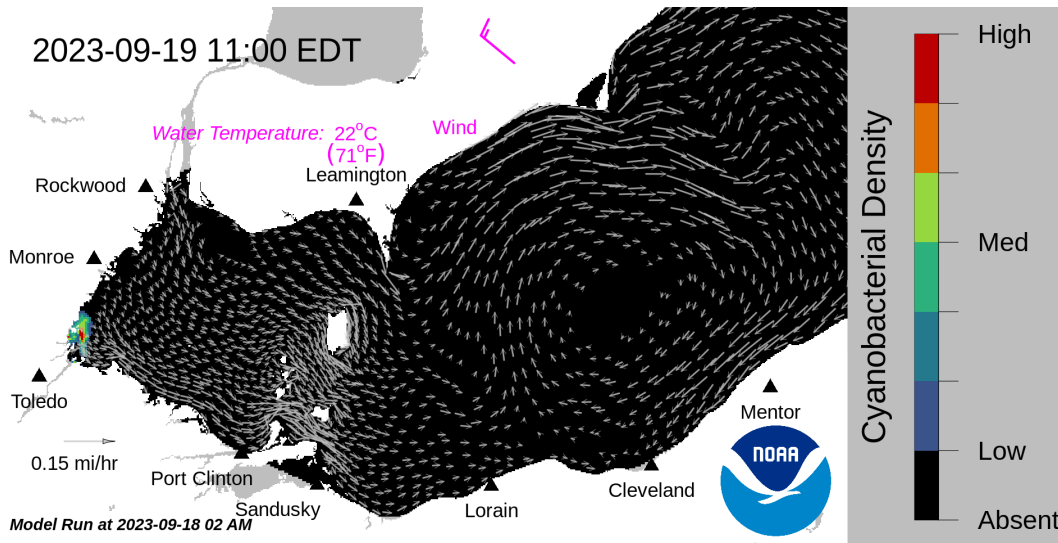 2023-09-19 11:00 EDT
High
Cyanobacterial Density
Wind
Water Temperature: 22°C
(71°F)
Leamington
Rockwood
Med
Monroe
Toledo
Mentor
0.15 mi/hr
NOAA
Low
Port Clinton
Cleveland
Sandusky
Lorain
Model Run at 2023-09-18 02 AM
Absent